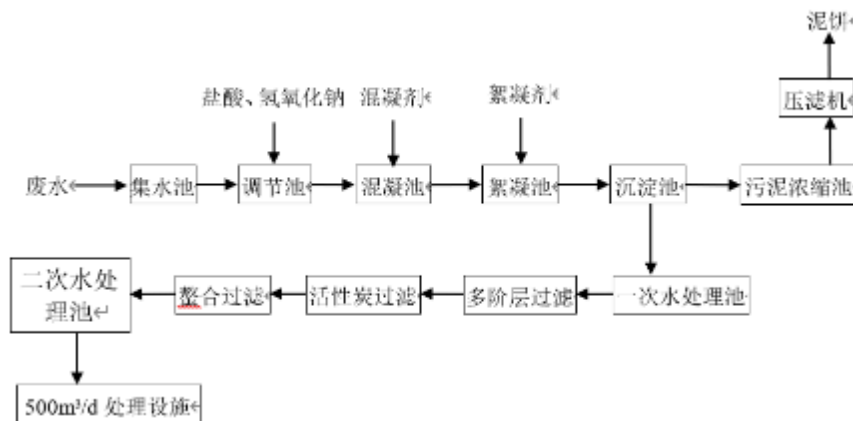 泥饼
盐酸、氢氧化钠
混凝剂
絮凝剂
压滤机
废水
集水池
调节池
混凝池
絮凝池
沉淀池
污泥浓缩池
二次水处
理池
螯合过滤
活性炭过滤
多阶层过滤
一次水处理池
500m³/d 处理设施